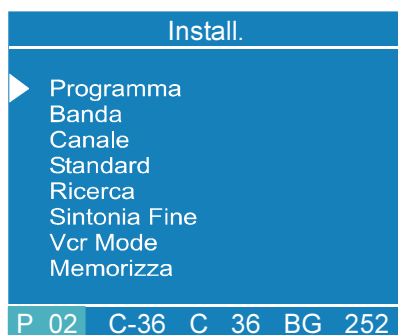 Install.
Programma
Banda
Canale
Standard
Ricerca
Sintonia Fine
Vcr Mode
Memorizza
P 02 C-36 C 36 BG 252